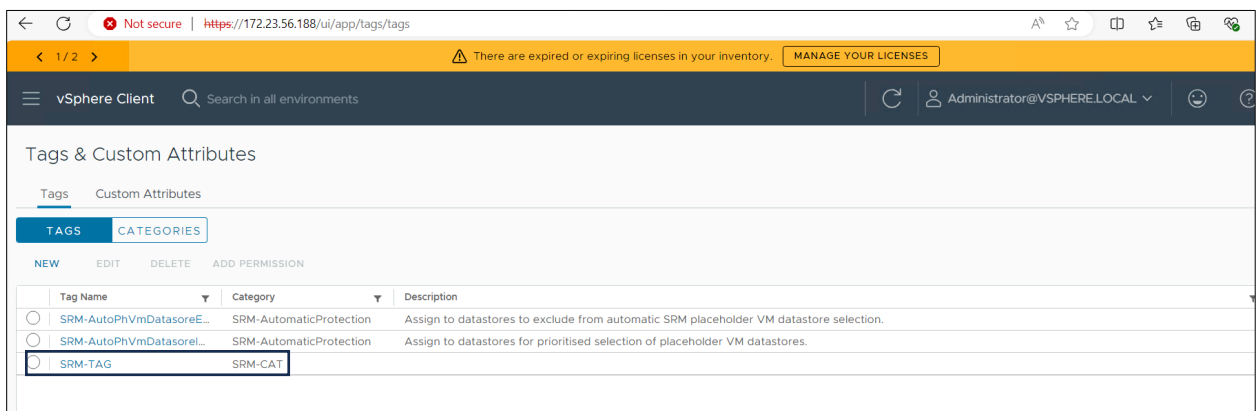 Not secure | https://172.23.56.188/ui/app/tags/tags
1 / 2 There are expired or expiring licenses in your inventory. MANAGE YOUR LICENSES
vSphere Client Search in all environments Administrator@VSPHERE.LOCAL
Tags & Custom Attributes
Tags Custom Attributes
TAGS CATEGORIES
NEW EDIT DELETE ADD PERMISSION
Tag Name Category Description
SRM-AutoPhVmDatasoreE... SRM-AutomaticProtection Assign to datastores to exclude from automatic SRM placeholder VM datastore selection.
SRM-AutoPhVmDatasoreI... SRM-AutomaticProtection Assign to datastores for prioritised selection of placeholder VM datastores.
SRM-TAG SRM-CAT